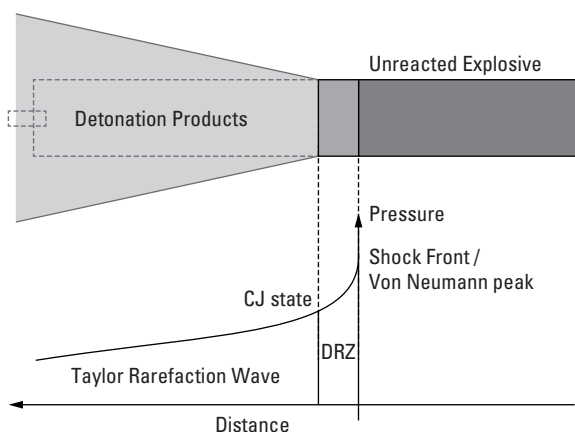 Unreacted Explosive
Detonation Products
Pressure
Shock Front /
Von Neumann peak
CJ state
DRZ
Taylor Rarefaction Wave
Distance